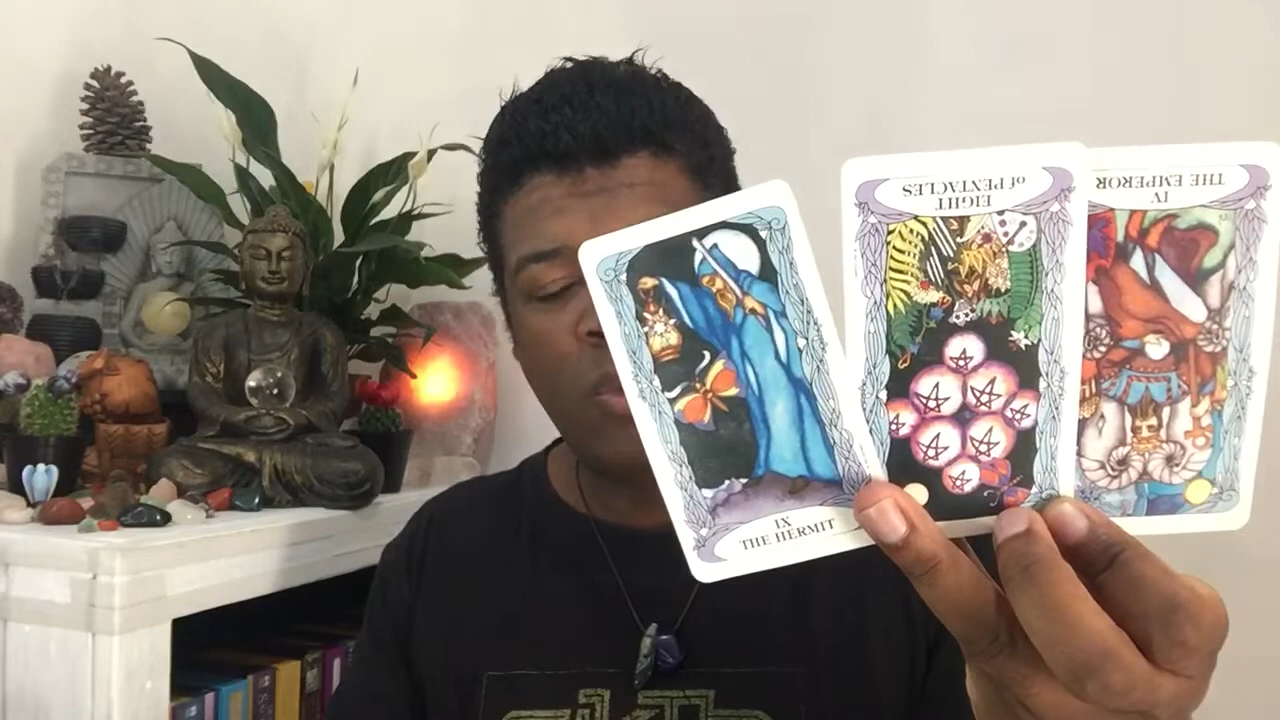 IX
THE HERMIT
EIGHT
of PENTACLES
IV
THE EMPEROR